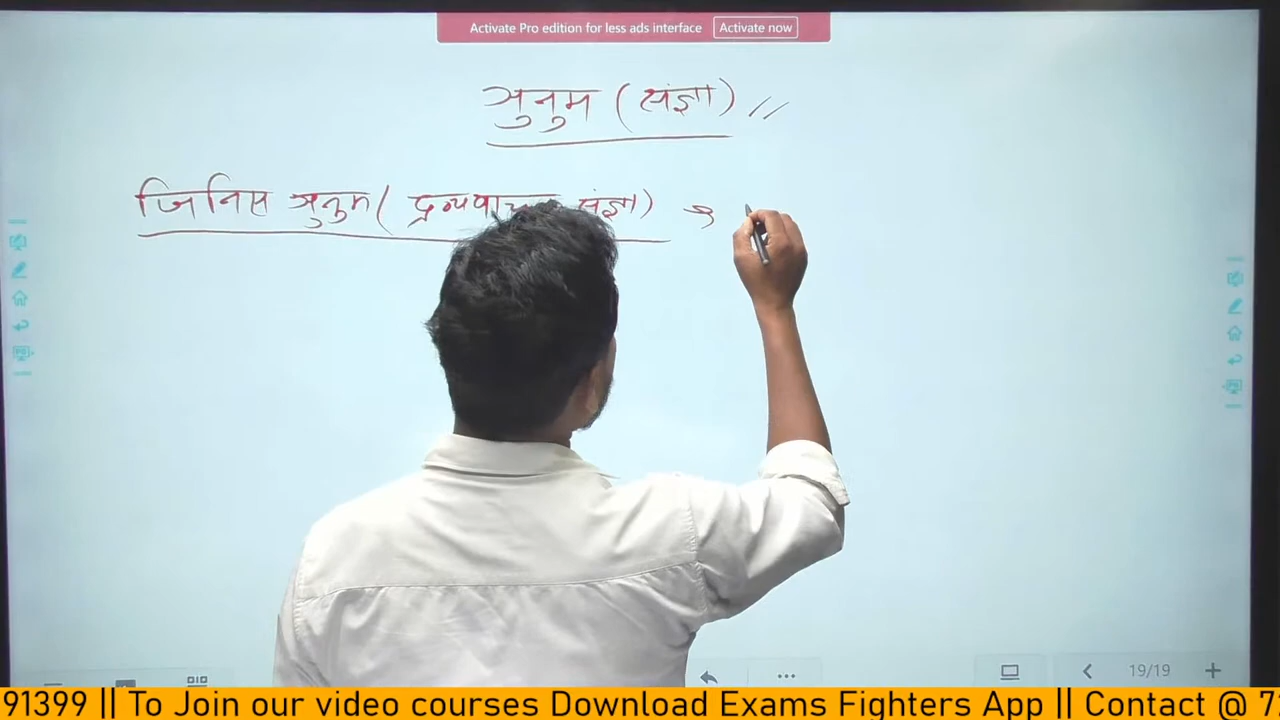 Activate Pro edition for less ads interface Activate now
ञुनुम (संज्ञा) //
जिनिस ञुनुम ( द्रव्यवाचक संज्ञा) →
19/19
91399 || To Join our video courses Download Exams Fighters App || Contact @ 7